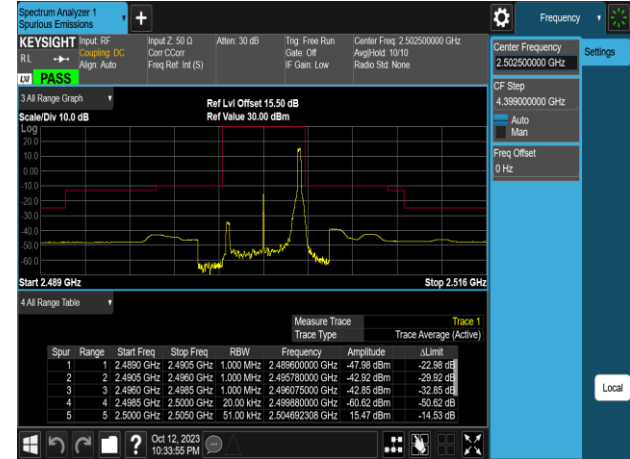 Spectrum Analyzer 1
Spurious Emissions
+
Frequency
KEYSIGHT Input: RF Input Z: 50 Ω Atten: 30 dB Trig: Free Run Center Freq: 2.502500000 GHz
RL Coupling: DC Corr CCorr Gate: Off Avg|Hold: 10/10
Align: Auto Freq Ref: Int (S) IF Gain: Low Radio Std: None
LXI PASS
Center Frequency
2.502500000 GHz
Settings
CF Step
4.399000000 GHz
Auto
Man
Freq Offset
0 Hz
Local
3 All Range Graph
Ref Lvl Offset 15.50 dB
Scale/Div 10.0 dB Ref Value 30.00 dBm
Log
20.0
10.0
0.00
-10.0
-20.0
-30.0
-40.0
-50.0
-60.0
Start 2.489 GHz Stop 2.516 GHz
4 All Range Table
Measure Trace Trace 1
Trace Type Trace Average (Active)
Spur Range Start Freq Stop Freq RBW Frequency Amplitude ΔLimit
1 1 2.4890 GHz 2.4905 GHz 1.000 MHz 2.489600000 GHz -47.98 dBm -22.98 dB
2 2 2.4905 GHz 2.4960 GHz 1.000 MHz 2.495780000 GHz -42.92 dBm -29.92 dB
3 3 2.4960 GHz 2.4985 GHz 1.000 MHz 2.496075000 GHz -42.85 dBm -32.85 dB
4 4 2.4985 GHz 2.5000 GHz 20.00 kHz 2.499880000 GHz -60.62 dBm -50.62 dB
5 5 2.5000 GHz 2.5050 GHz 51.00 kHz 2.504692308 GHz 15.47 dBm -14.53 dB
? Oct 12, 2023
10:33:55 PM